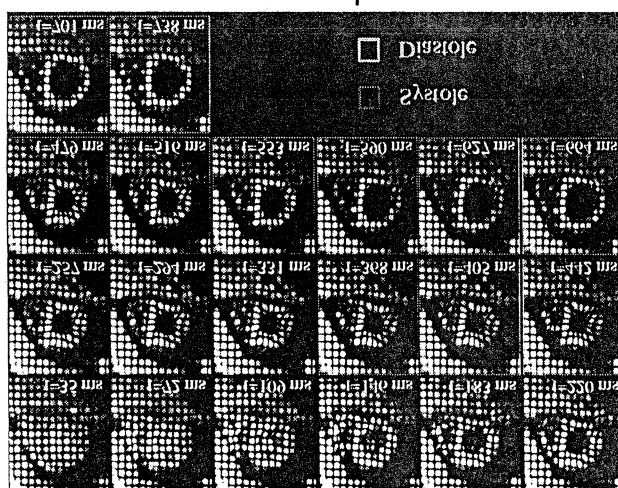 t=35 ms t=72 ms t=109 ms t=146 ms t=183 ms t=220 ms
t=257 ms t=294 ms t=331 ms t=368 ms t=405 ms t=442 ms
t=479 ms t=516 ms t=553 ms t=590 ms t=627 ms t=664 ms
t=701 ms t=738 ms
Systole
Diastole